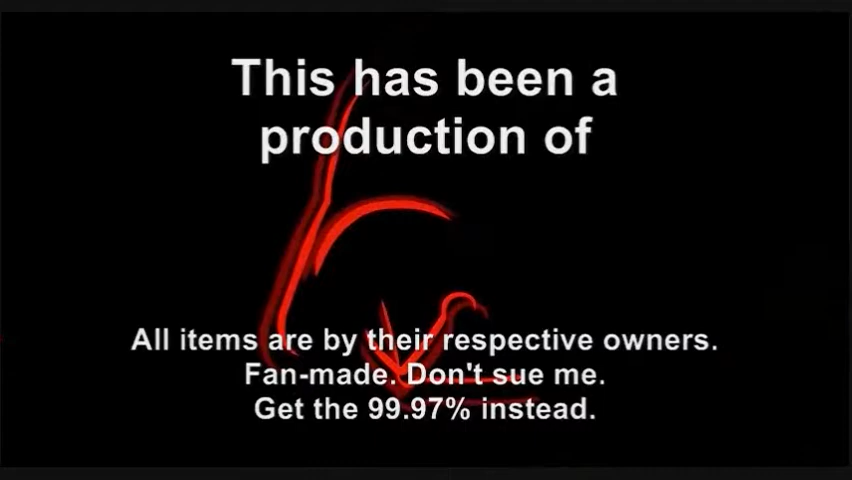 This has been a
production of
All items are by their respective owners.
Fan-made. Don't sue me.
Get the 99.97% instead.